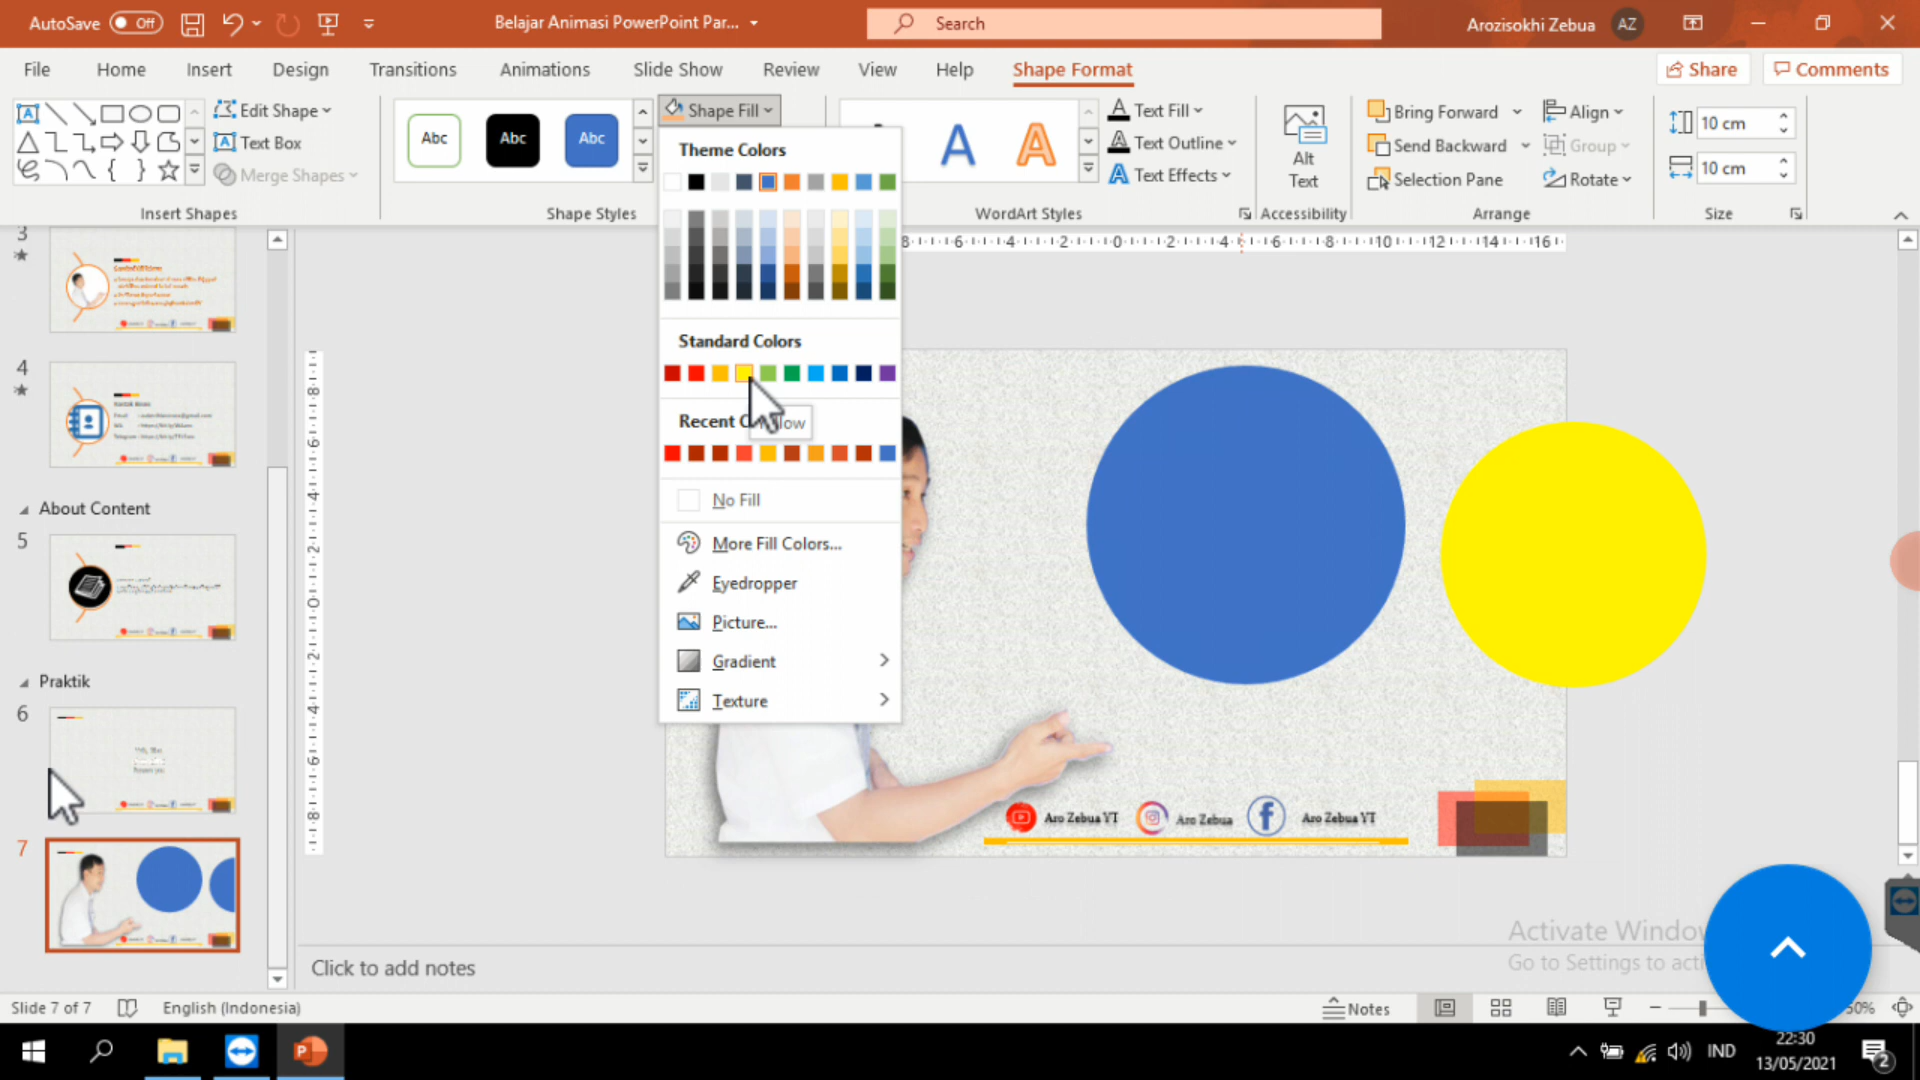 AutoSave Off
Belajar Animasi PowerPoint Par...
Search
Arozisokhi Zebua AZ
File Home Insert Design Transitions Animations Slide Show Review View Help Shape Format
Share Comments
Edit Shape
Text Box
Merge Shapes
Insert Shapes
Abc Abc Abc
Shape Styles
Shape Fill
Text Fill
Text Outline
Text Effects
WordArt Styles
Alt
Text
Accessibility
Bring Forward
Send Backward
Selection Pane
Align
Group
Rotate
Arrange
10 cm
10 cm
Size
Theme Colors
Standard Colors
Recent
No Fill
More Fill Colors...
Eyedropper
Picture...
Gradient
Texture
3
4
About Content
5
Praktik
6
7
Aro Zebua YT Aro Zebua Aro Zebua YT
Click to add notes
Activate
Go to Settings to
Slide 7 of 7 English (Indonesia)
Notes
22:30
IND
13/05/2021
2